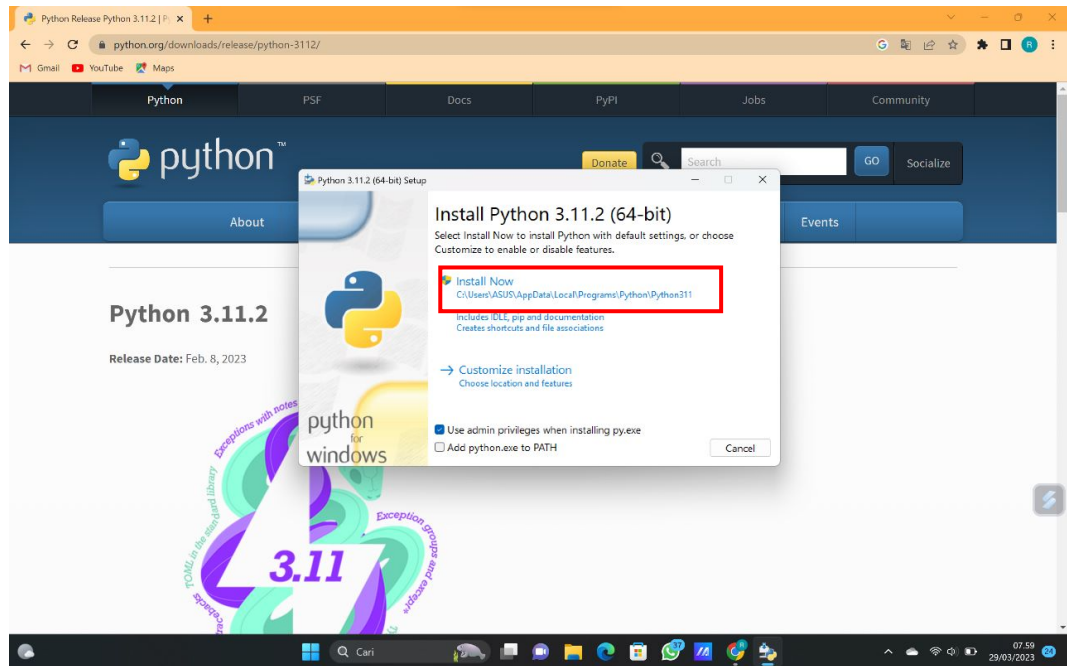 Python Release Python 3.11.2 | P
python.org/downloads/release/python-3112/
G
R
Gmail
YouTube
Maps
Python
PSF
Docs
PyPI
Jobs
Community
python™
Donate
Search
GO
Socialize
About
Events
Python 3.11.2 (64-bit) Setup
Install Python 3.11.2 (64-bit)
Select Install Now to install Python with default settings, or choose
Customize to enable or disable features.
Install Now
C:\Users\ASUS\AppData\Local\Programs\Python\Python311
Includes IDLE, pip and documentation
Creates shortcuts and file associations
Customize installation
Choose location and features
Use admin privileges when installing py.exe
Add python.exe to PATH
Cancel
python
for
windows
Python 3.11.2
Release Date: Feb. 8, 2023
Exceptions with notes
TOML in the standard library
Exception groups and except*
3.11
Cari
37
07.59
29/03/2023
24